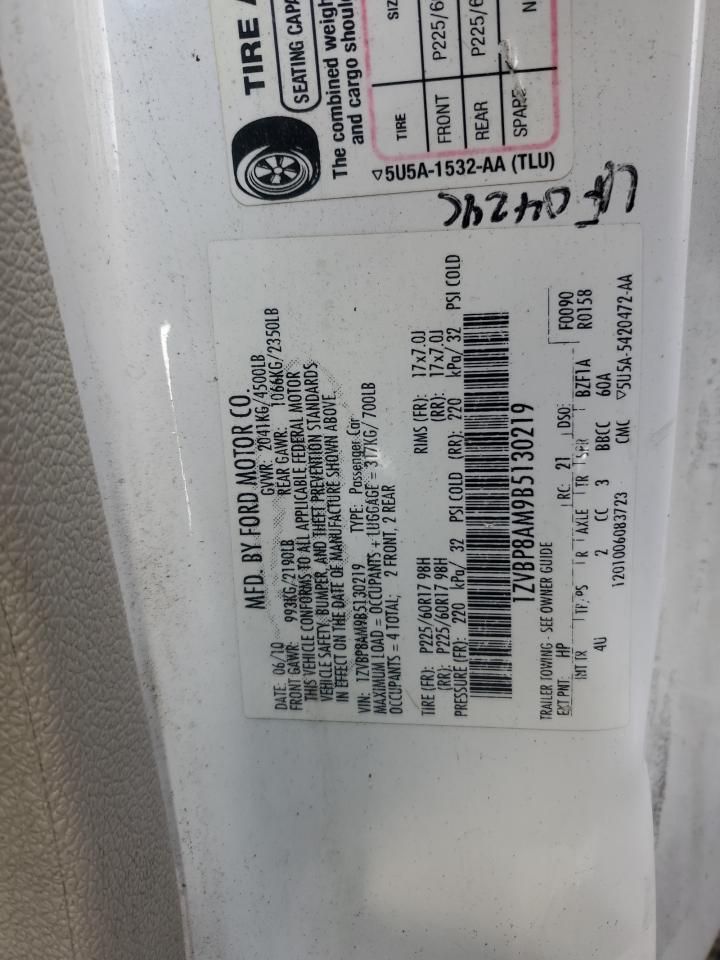 TIRE
SEATING CAPA
The combined weigh
and cargo shoul
TIRE SIZ
FRONT P225/6
REAR P225/6
SPARE N
▽5U5A-1532-AA (TLU)
MFD. BY FORD MOTOR CO.
DATE: 06/10 GVWR: 2041KG/4500LB
FRONT GAWR: 993KG/2190LB REAR GAWR: 1066KG/2350LB
THIS VEHICLE CONFORMS TO ALL APPLICABLE FEDERAL MOTOR
VEHICLE SAFETY, BUMPER, AND THEFT PREVENTION STANDARDS
IN EFFECT ON THE DATE OF MANUFACTURE SHOWN ABOVE.
VIN: 1ZVBP8AM9B5130219 TYPE: Passenger Car
MAXIMUM LOAD = OCCUPANTS + LUGGAGE = 317KG/700LB
OCCUPANTS = 4 TOTAL; 2 FRONT, 2 REAR
TIRE (FR): P225/60R17 98H RIMS (FR): 17x7.0J
(RR): P225/60R17 98H (RR): 17x7.0J
PRESSURE (FR): 220 kPa/ 32 PSI COLD (RR): 220 kPa/ 32 PSI COLD
1ZVBP8AM9B5130219
TRAILER TOWING - SEE OWNER GUIDE
EXT PNT: HP RC: 21 DSO: F0090
INT TR TP/PS R AXLE TR SPR BZF1A R0158
4U 2 CC 3 BBCC 60A
1201006083723 CMC ▽5U5A-5420472-AA